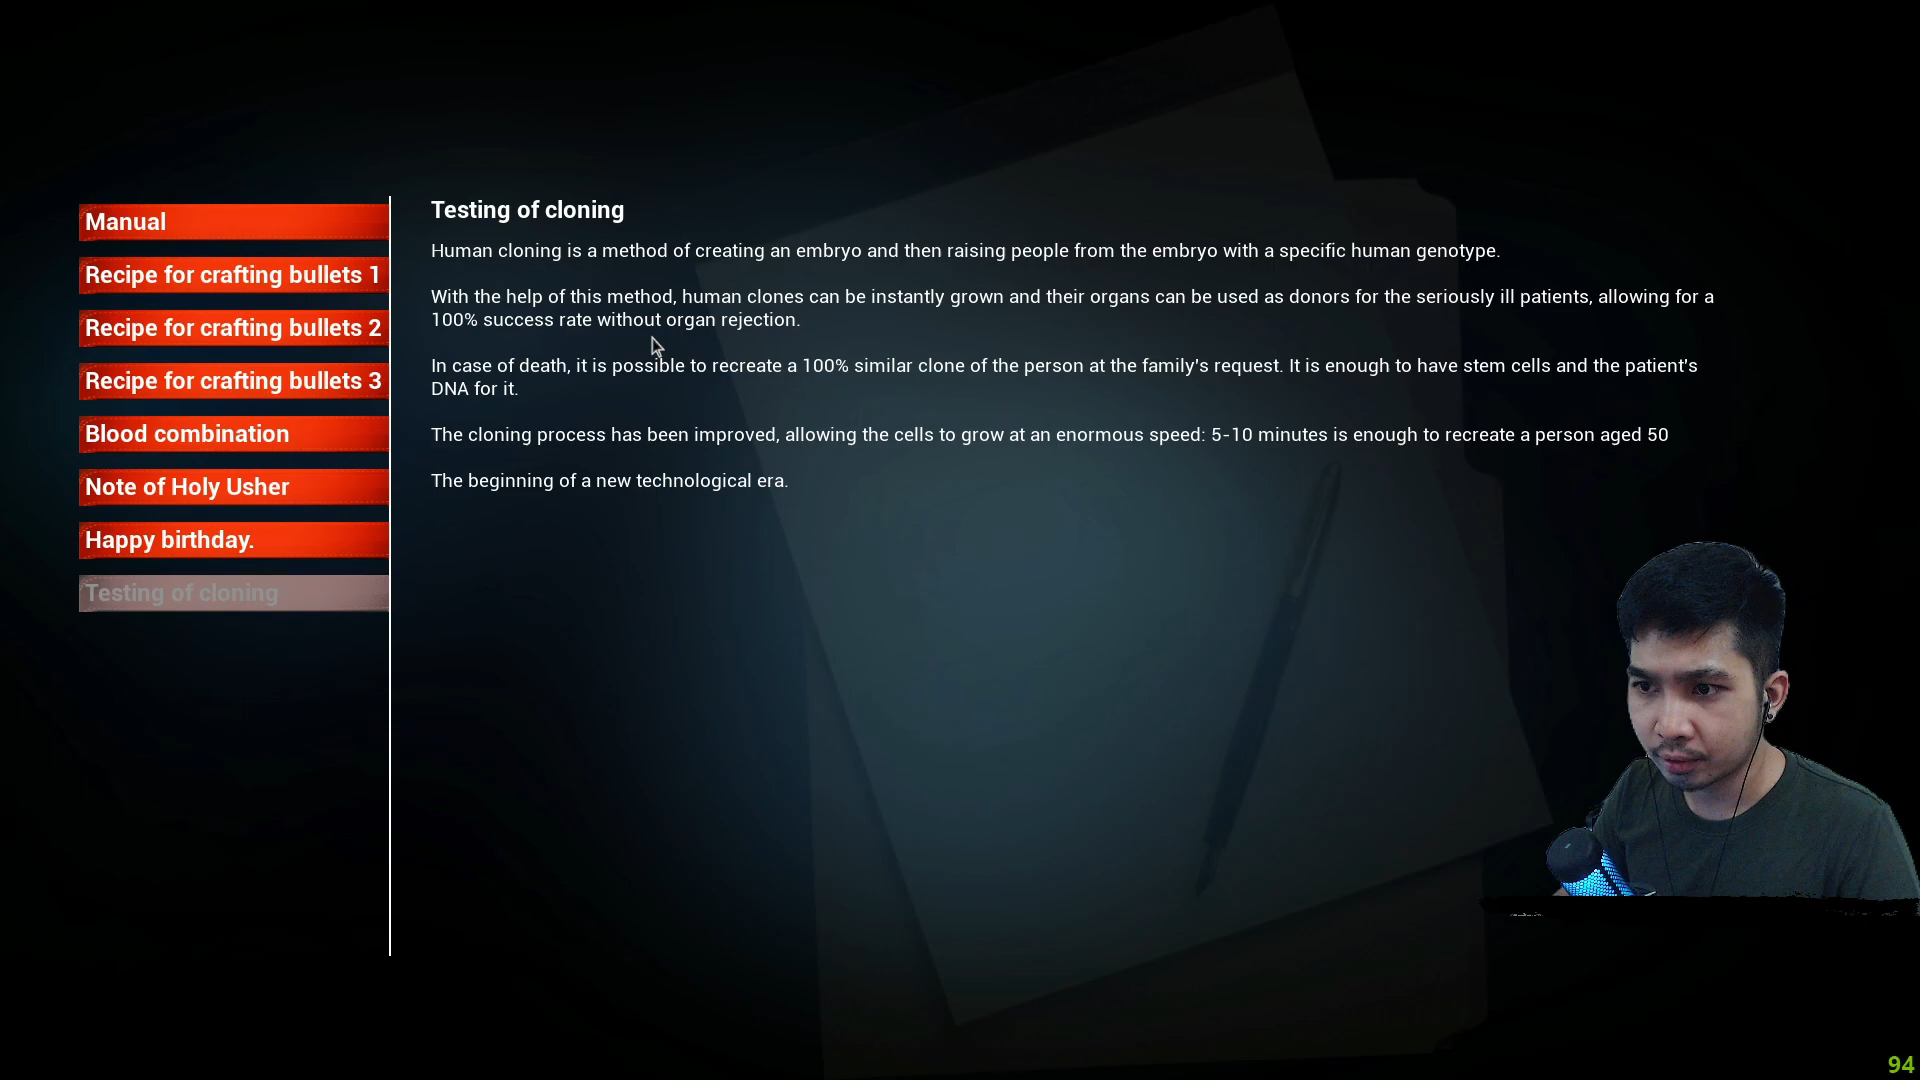 Manual
Recipe for crafting bullets 1
Recipe for crafting bullets 2
Recipe for crafting bullets 3
Blood combination
Note of Holy Usher
Happy birthday.
Testing of cloning
Testing of cloning
Human cloning is a method of creating an embryo and then raising people from the embryo with a specific human genotype.
With the help of this method, human clones can be instantly grown and their organs can be used as donors for the seriously ill patients, allowing for a
100% success rate without organ rejection.
In case of death, it is possible to recreate a 100% similar clone of the person at the family's request. It is enough to have stem cells and the patient's
DNA for it.
The cloning process has been improved, allowing the cells to grow at an enormous speed: 5-10 minutes is enough to recreate a person aged 50
The beginning of a new technological era.
94